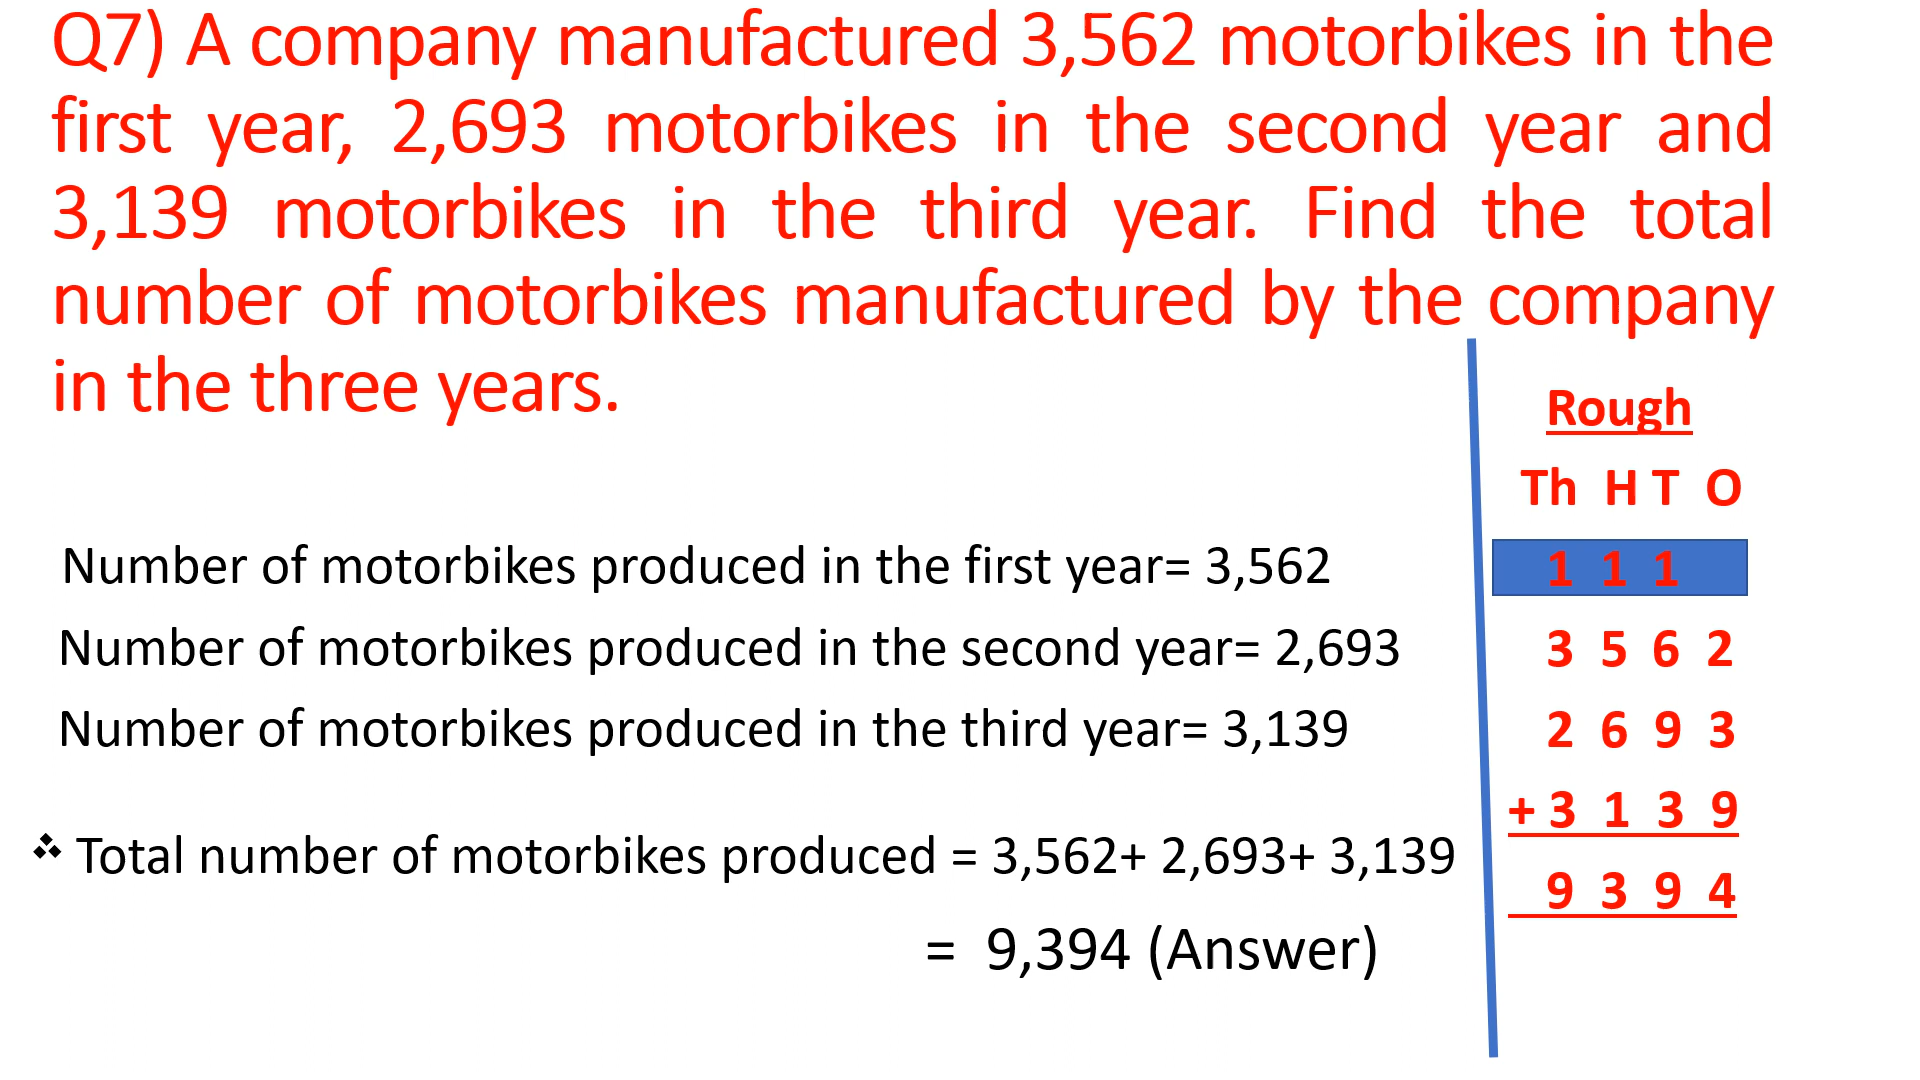 Q7) A company manufactured 3,562 motorbikes in the
first year, 2,693 motorbikes in the second year and
3,139 motorbikes in the third year. Find the total
number of motorbikes manufactured by the company
in the three years.
Number of motorbikes produced in the first year= 3,562
Number of motorbikes produced in the second year= 2,693
Number of motorbikes produced in the third year= 3,139
❖ Total number of motorbikes produced = 3,562+ 2,693+ 3,139
= 9,394 (Answer)
Rough
Th H T O
1 1 1
3 5 6 2
2 6 9 3
+ 3 1 3 9
9 3 9 4